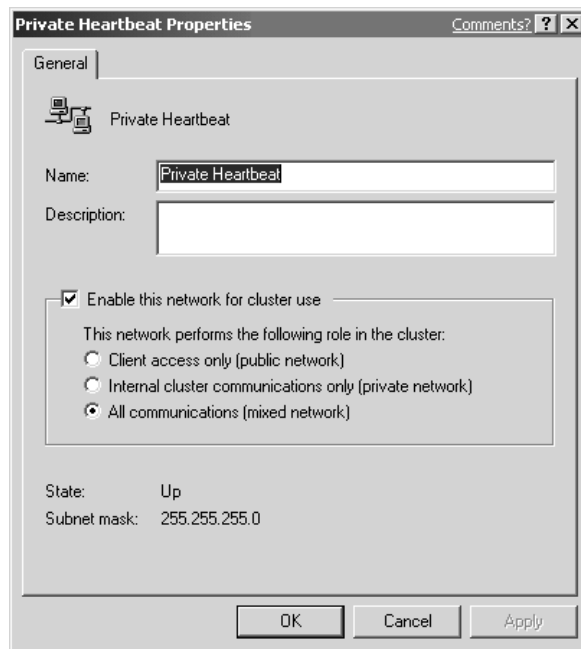 Private Heartbeat Properties Comments? ? X
General
Private Heartbeat
Name: Private Heartbeat
Description:
Enable this network for cluster use
This network performs the following role in the cluster:
Client access only (public network)
Internal cluster communications only (private network)
All communications (mixed network)
State: Up
Subnet mask: 255.255.255.0
OK Cancel Apply